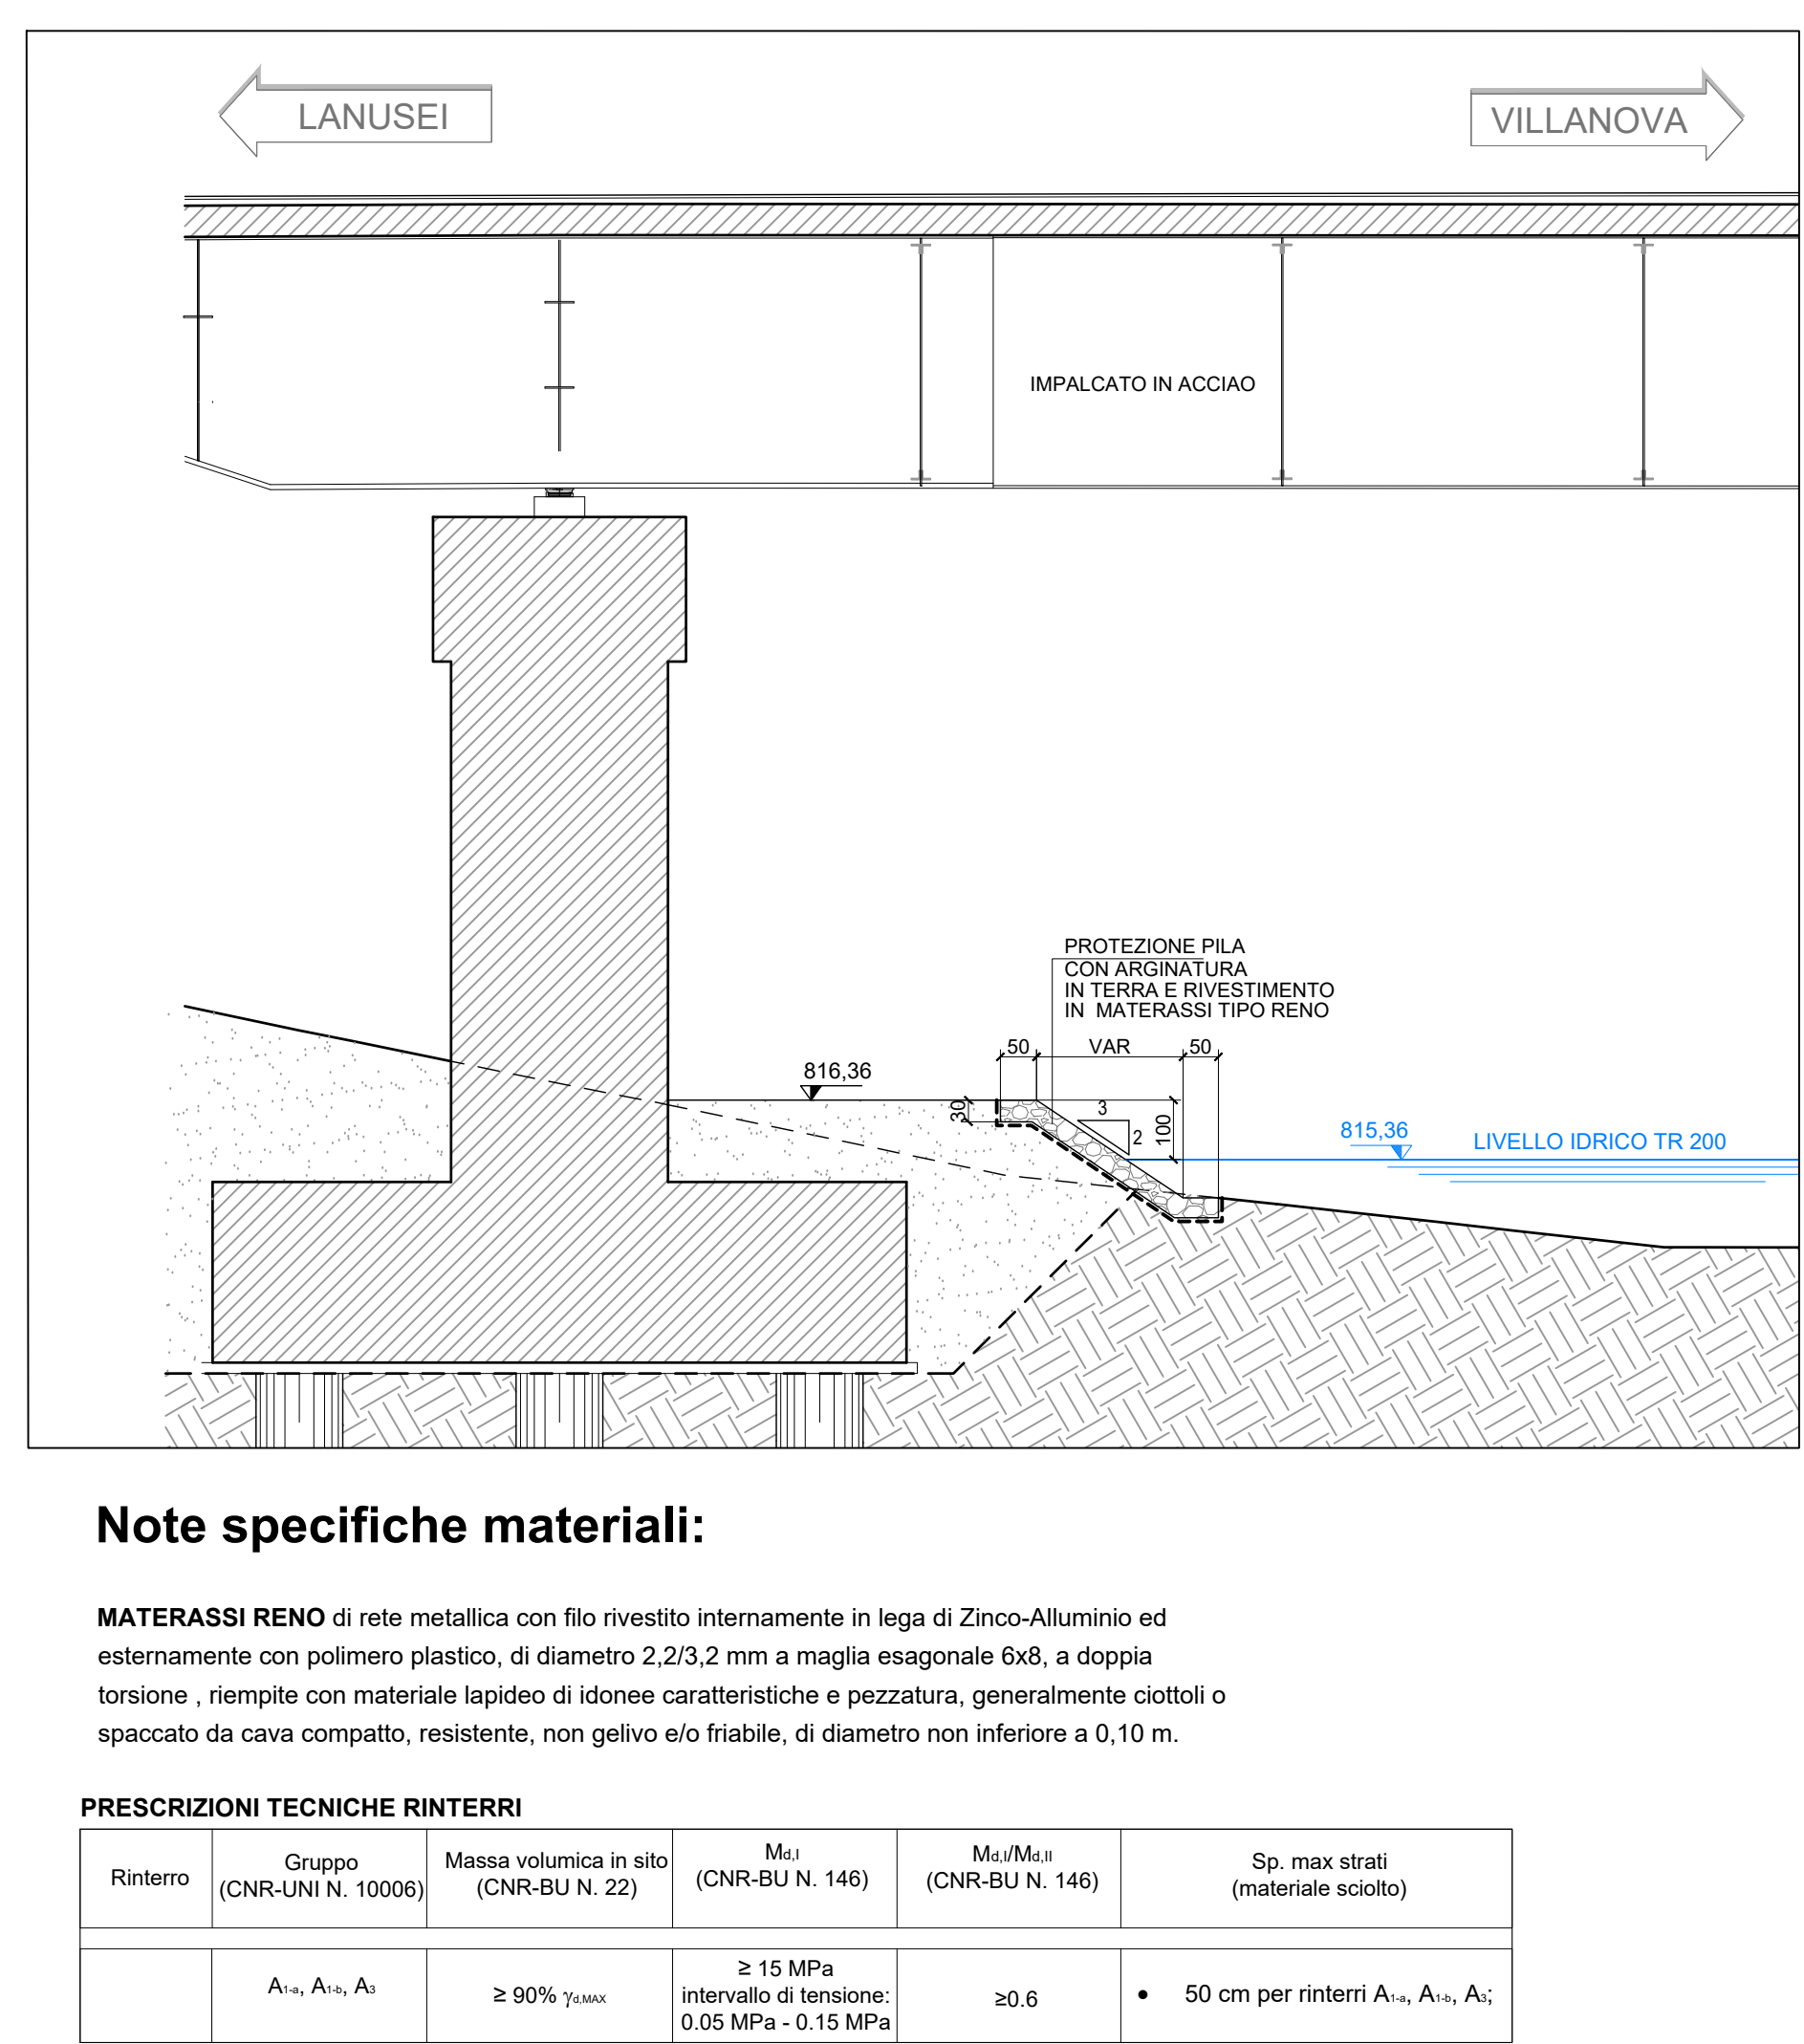 LANUSEI
VILLANOVA
IMPALCATO IN ACCIAO
PROTEZIONE PILA
CON ARGINATURA
IN TERRA E RIVESTIMENTO
IN MATERASSI TIPO RENO
50 VAR 50
816,36
30
3
2
100
815,36
LIVELLO IDRICO TR 200
Note specifiche materiali:
MATERASSI RENO di rete metallica con filo rivestito internamente in lega di Zinco-Alluminio ed
esternamente con polimero plastico, di diametro 2,2/3,2 mm a maglia esagonale 6x8, a doppia
torsione , riempite con materiale lapideo di idonee caratteristiche e pezzatura, generalmente ciottoli o
spaccato da cava compatto, resistente, non gelivo e/o friabile, di diametro non inferiore a 0,10 m.
PRESCRIZIONI TECNICHE RINTERRI
Rinterro
Gruppo
(CNR-UNI N. 10006)
Massa volumica in sito
(CNR-BU N. 22)
Md,I
(CNR-BU N. 146)
Md,I/Md,II
(CNR-BU N. 146)
Sp. max strati
(materiale sciolto)
A1-a, A1-b, A3
≥ 90% γd,MAX
≥ 15 MPa
intervallo di tensione:
0.05 MPa - 0.15 MPa
≥0.6
• 50 cm per rinterri A1-a, A1-b, A3;